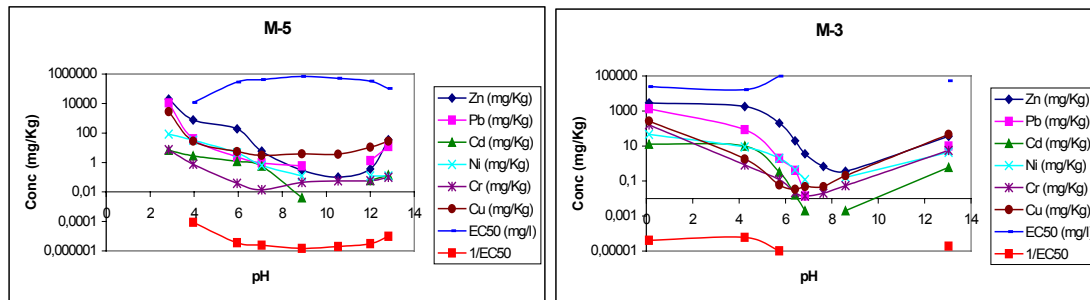 M-5
Conc (mg/Kg)
1000000
10000
100
1
0,01
0,0001
0,000001
0 2 4 6 8 10 12 14
pH
Zn (mg/Kg)
Pb (mg/Kg)
Cd (mg/Kg)
Ni (mg/Kg)
Cr (mg/Kg)
Cu (mg/Kg)
EC50 (mg/l)
1/EC50
M-3
Conc (mg/Kg)
100000
1000
10
0,1
0,001
0,00001
0 2 4 6 8 10 12 14
pH
Zn (mg/Kg)
Pb (mg/Kg)
Cd (mg/Kg)
Ni (mg/Kg)
Cr (mg/Kg)
Cu (mg/Kg)
EC50 (mg/l)
1/EC50